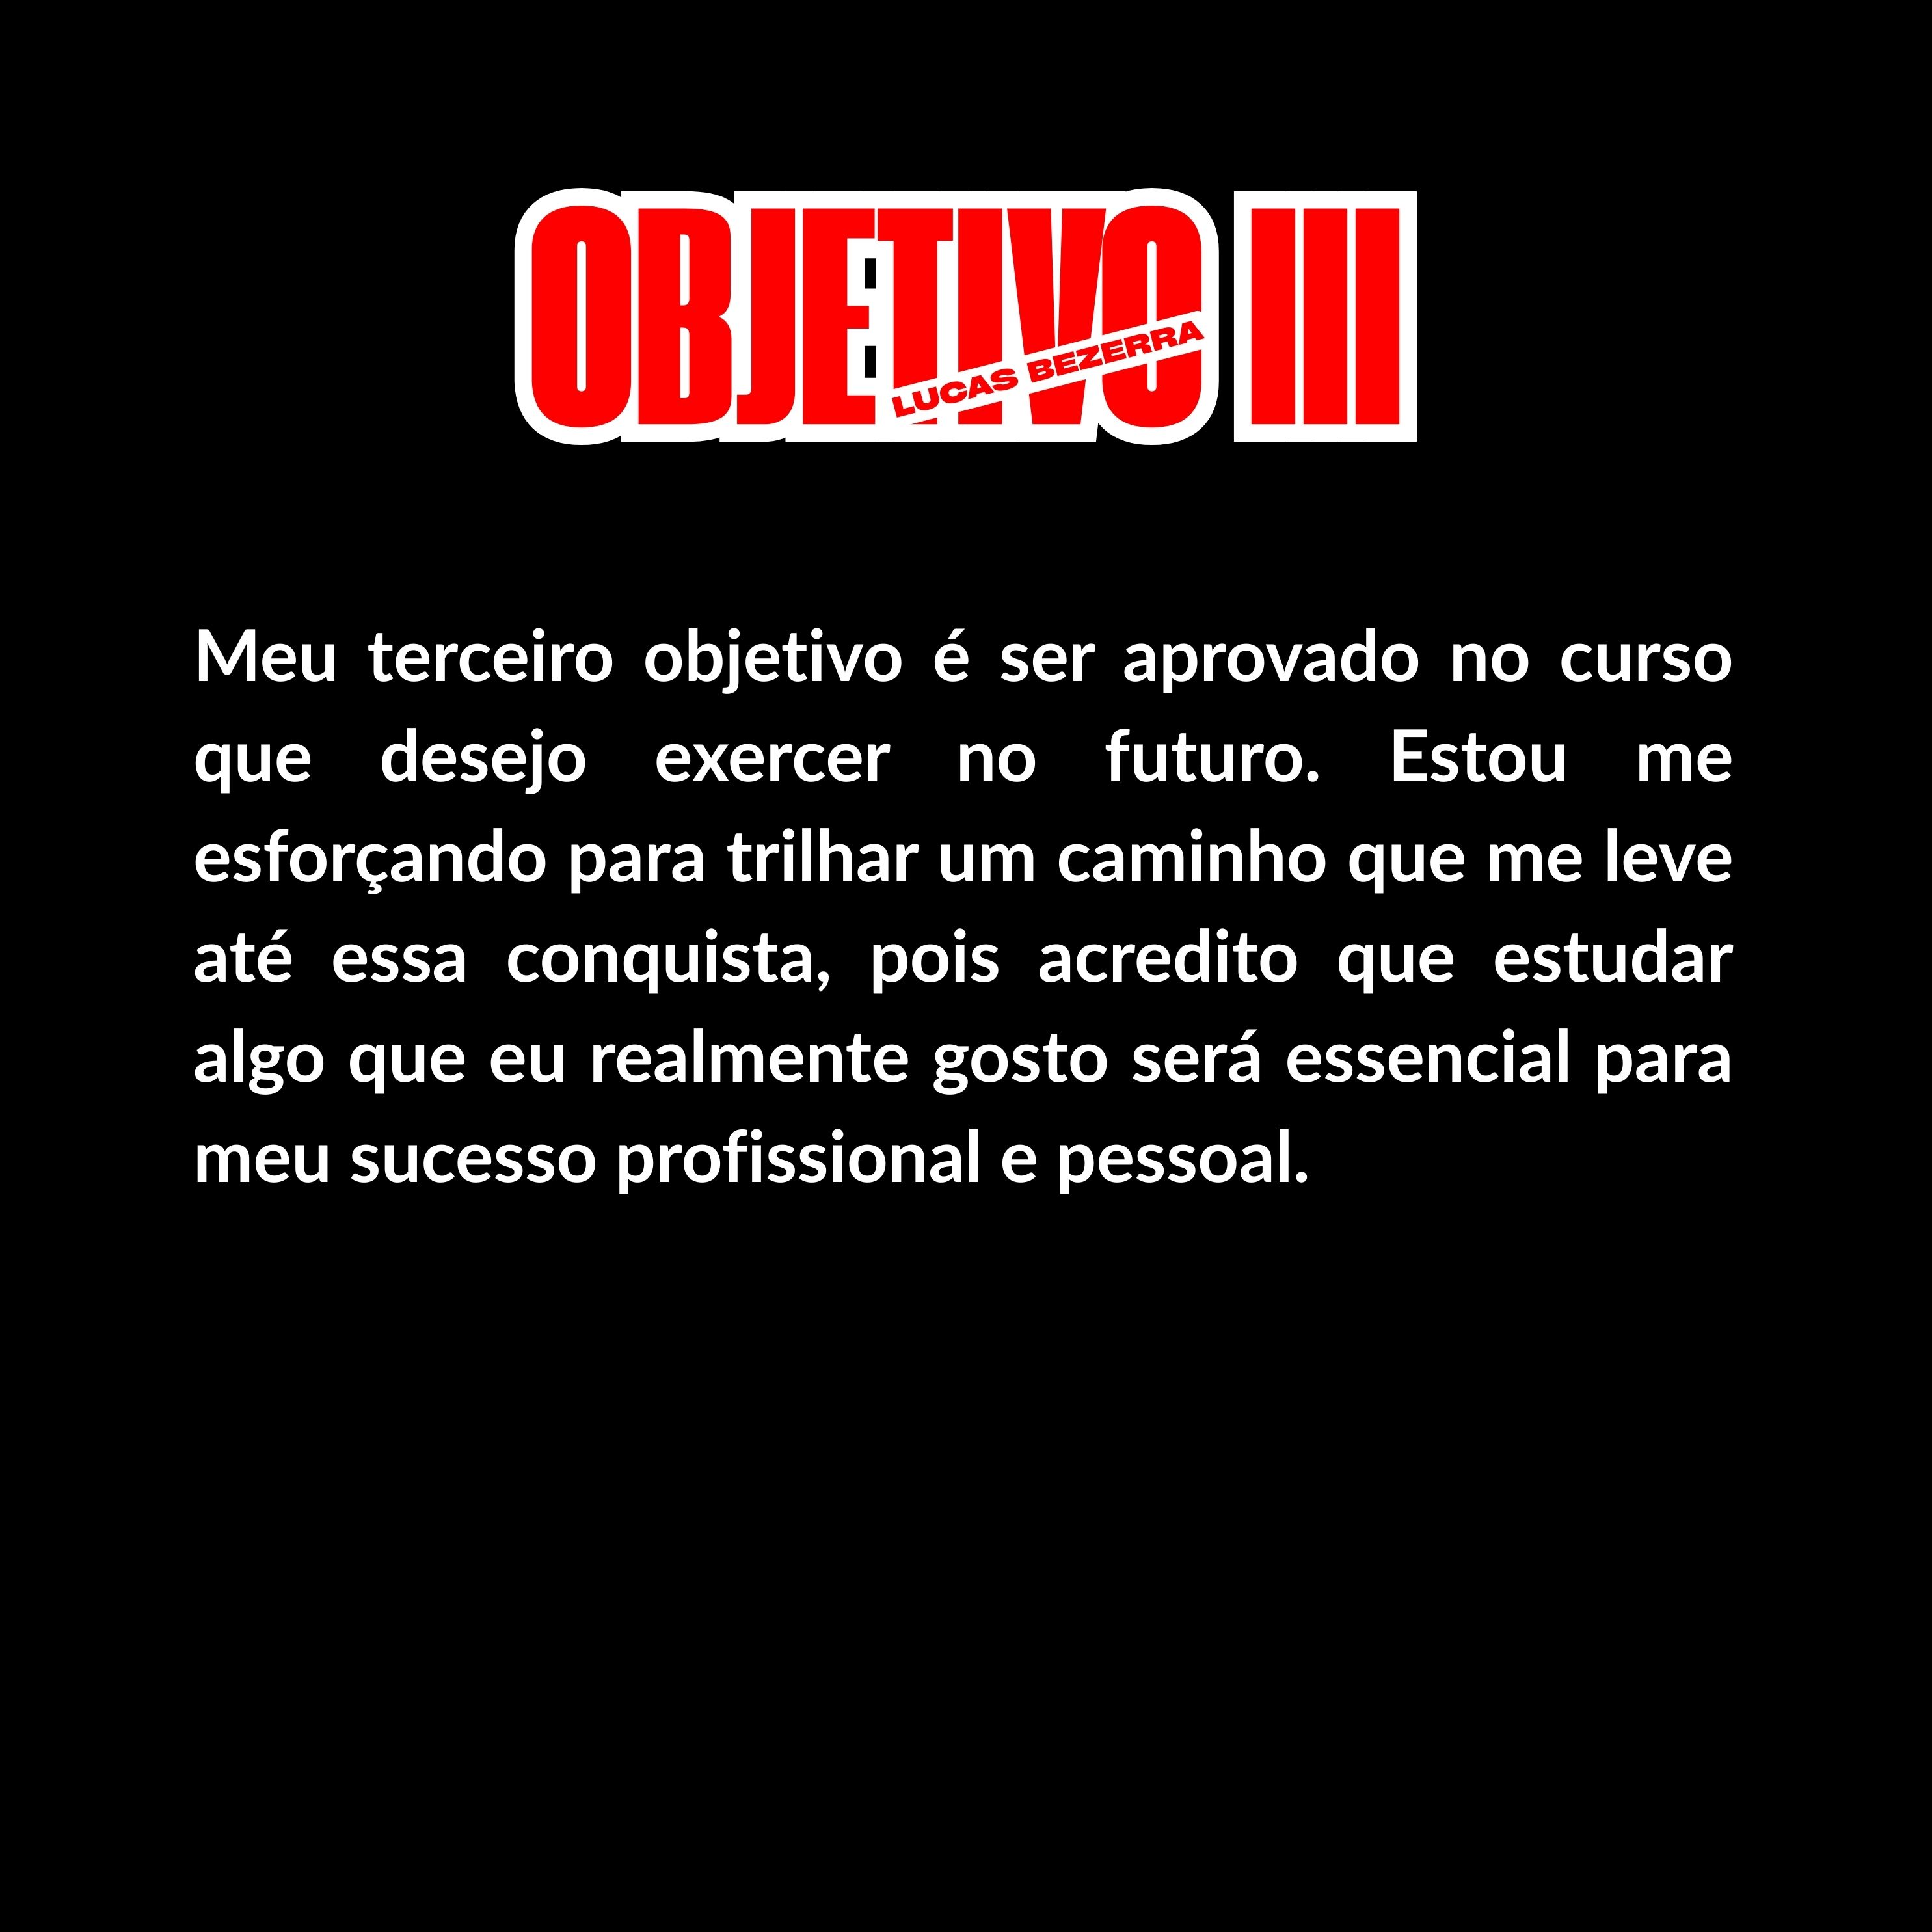 OBJETIVO III
LUCAS BEZERRA
Meu terceiro objetivo é ser aprovado no curso
que desejo exercer no futuro. Estou me
esforçando para trilhar um caminho que me leve
até essa conquista, pois acredito que estudar
algo que eu realmente gosto será essencial para
meu sucesso profissional e pessoal.